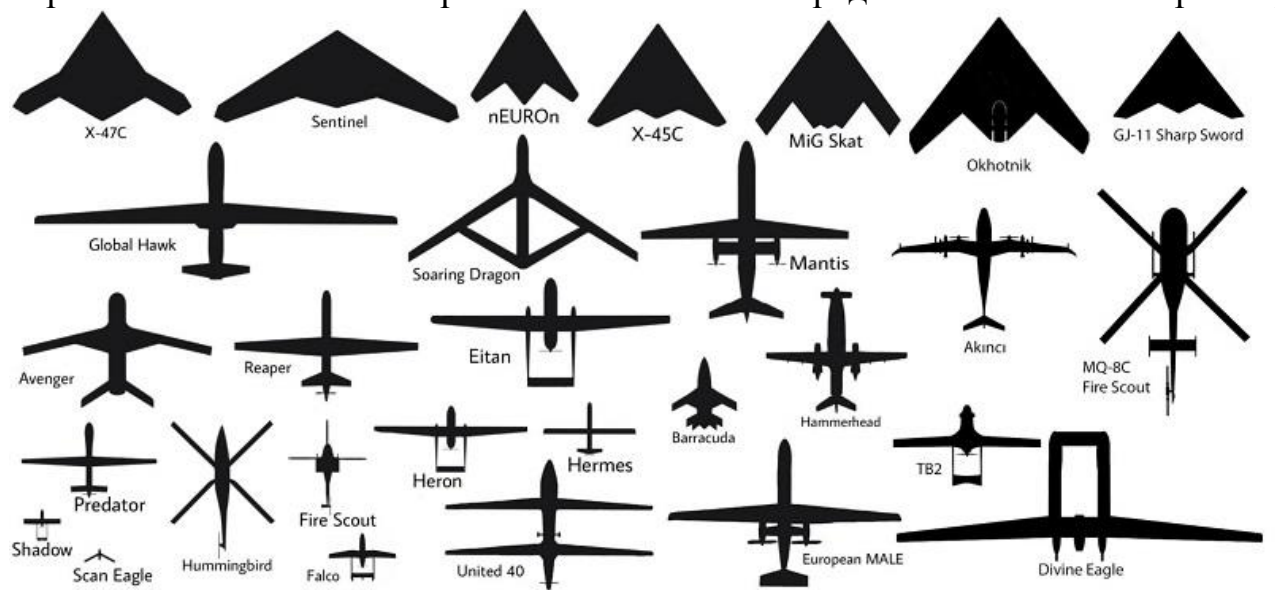 X-47C
Sentinel
nEUROn
X-45C
MiG Skat
Okhotnik
GJ-11 Sharp Sword
Global Hawk
Soaring Dragon
Mantis
Akıncı
MQ-8C
Fire Scout
Avenger
Reaper
Eitan
Barracuda
Hammerhead
Predator
Heron
Hermes
TB2
Shadow
Scan Eagle
Hummingbird
Fire Scout
Falco
United 40
European MALE
Divine Eagle